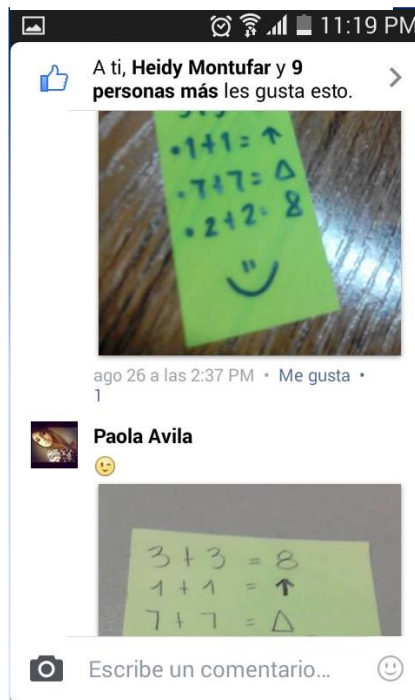 11:19 PM
A ti, Heidy Montufar y 9
personas más les gusta esto.
•1+1= ↑
•7+7= △
•2+2= 8
ago 26 a las 2:37 PM • Me gusta •
1
Paola Avila
3+3 = 8
1+1 = ↑
7+7 = △
Escribe un comentario...